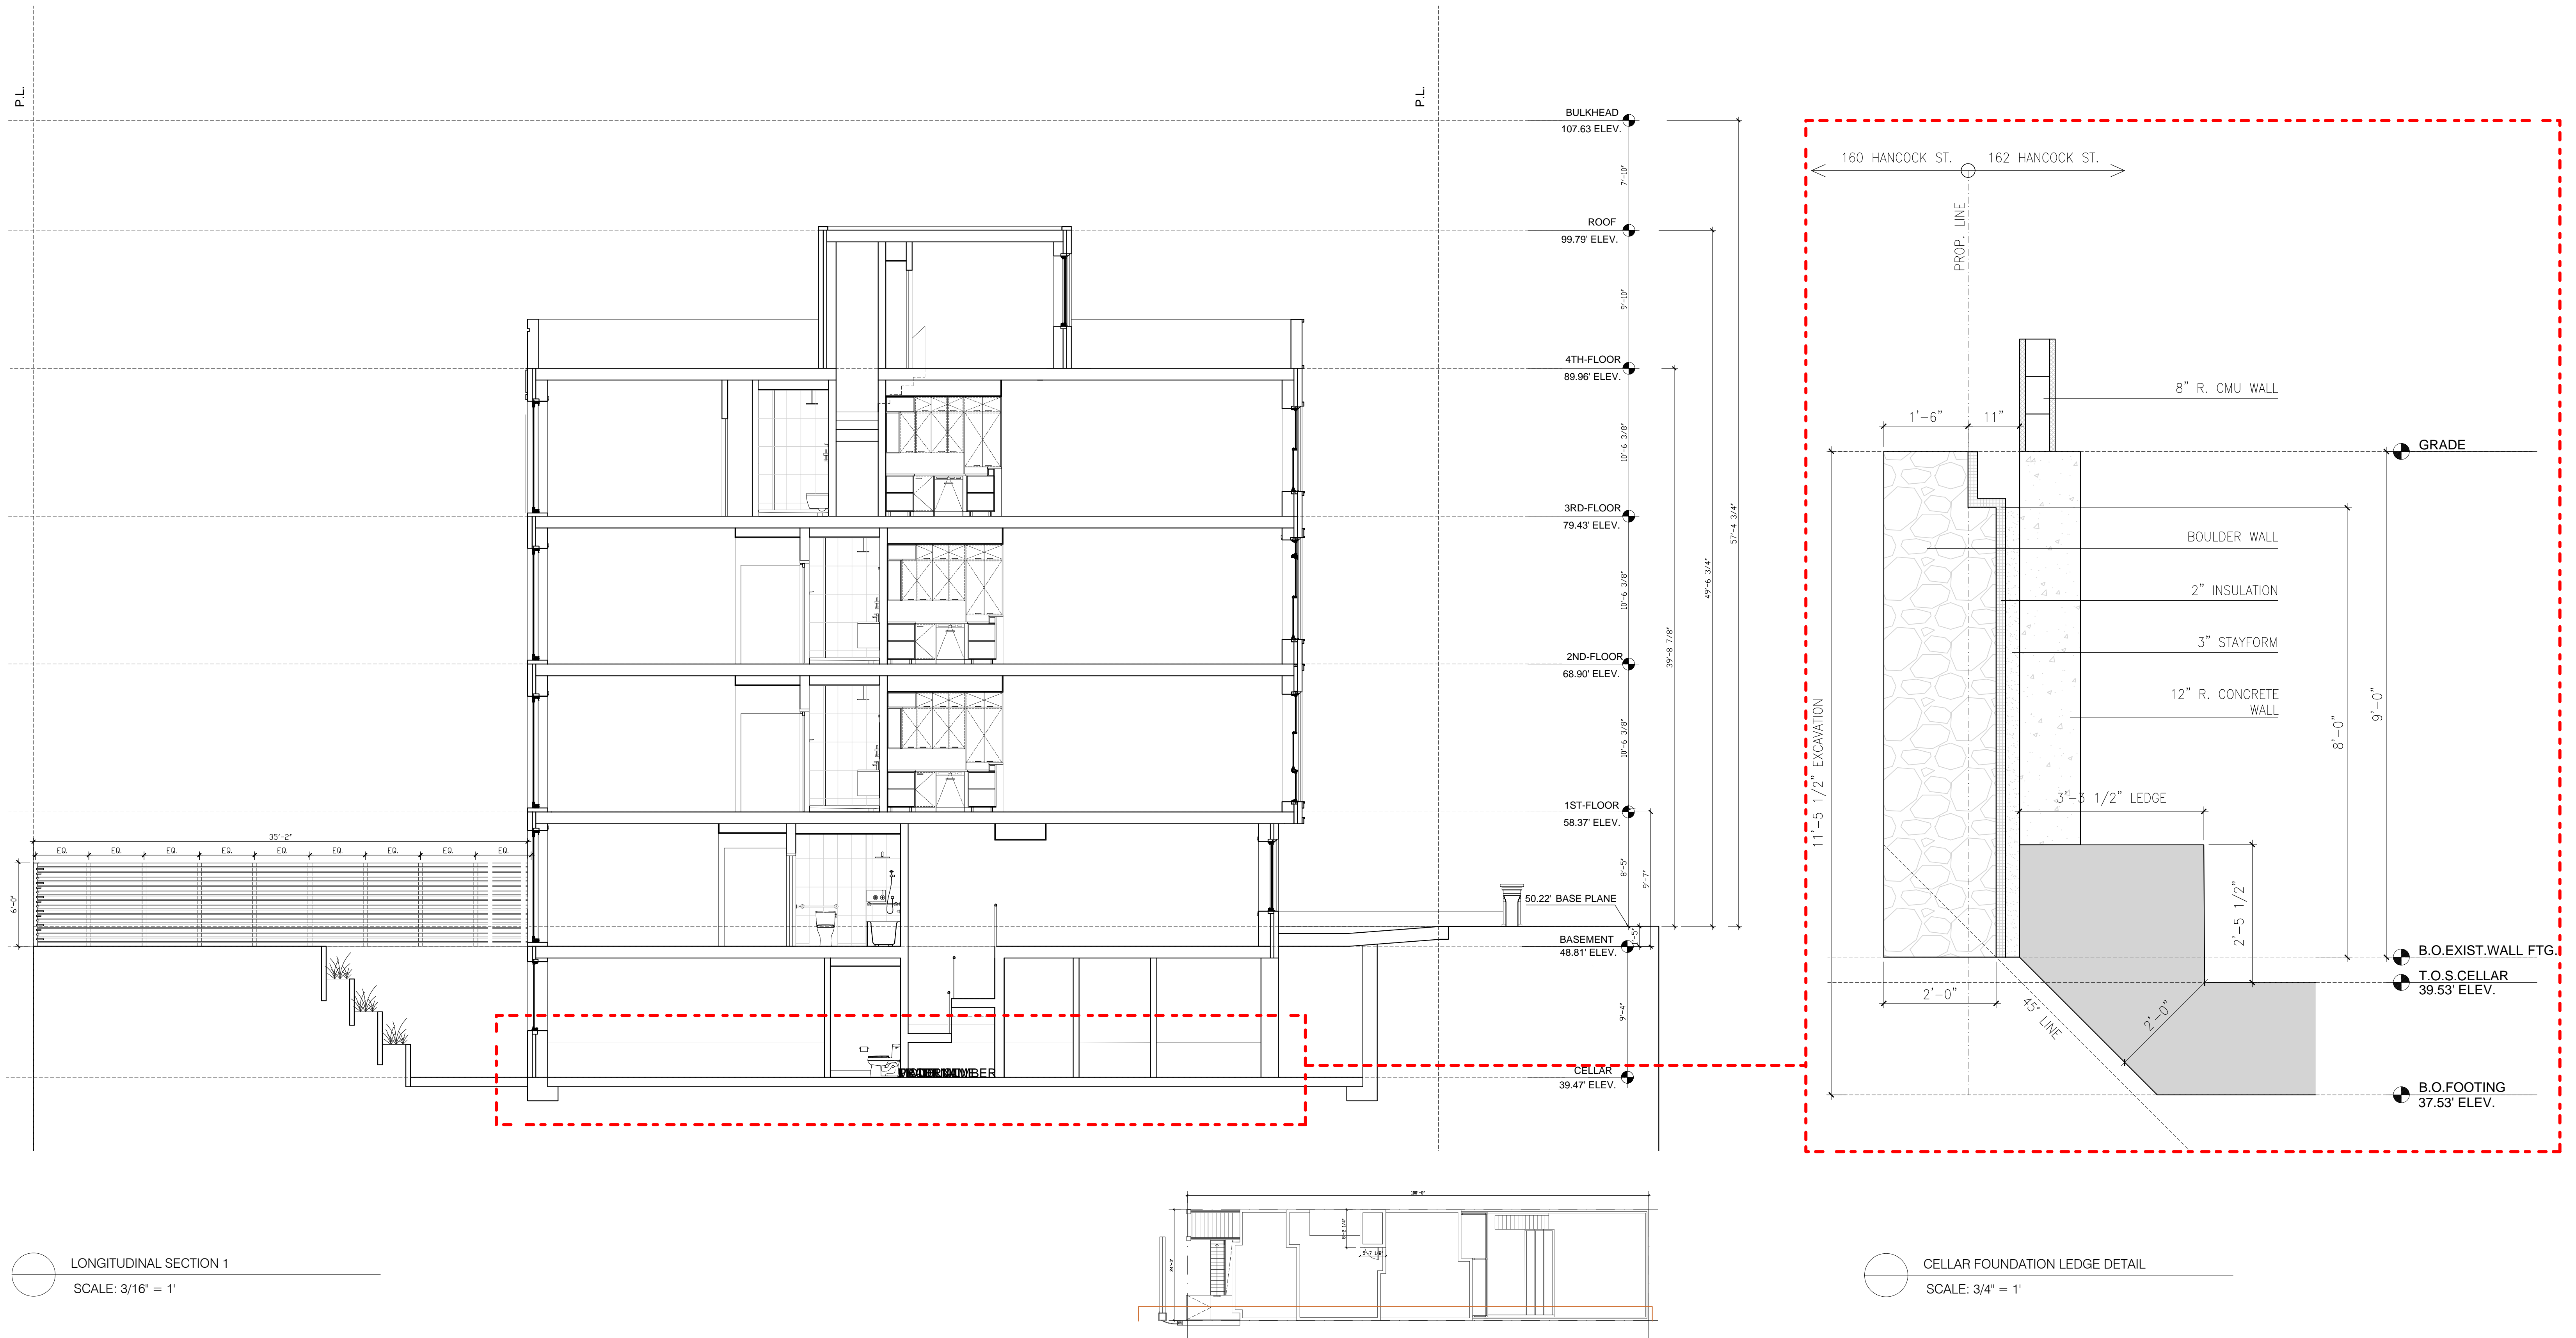 P.L.
P.L.
BULKHEAD
107.63 ELEV.
7'-10"
ROOF
99.79' ELEV.
9'-10"
4TH-FLOOR
89.96' ELEV.
10'-6 3/8"
3RD-FLOOR
79.43' ELEV.
10'-6 3/8"
2ND-FLOOR
68.90' ELEV.
10'-6 3/8"
1ST-FLOOR
58.37' ELEV.
8'-5"
9'-7"
50.22' BASE PLANE
BASEMENT
48.81' ELEV.
9'-4"
CELLAR
39.47' ELEV.
39'-8 7/8"
49'-6 3/4"
57'-4 3/4"
35'-2"
EQ. EQ. EQ. EQ. EQ. EQ. EQ. EQ. EQ.
6'-0"
160 HANCOCK ST. 162 HANCOCK ST.
PROP. LINE
8" R. CMU WALL
1'-6" 11"
GRADE
BOULDER WALL
2" INSULATION
3" STAYFORM
12" R. CONCRETE
WALL
11'-5 1/2" EXCAVATION
8'-0"
9'-0"
3'-3 1/2" LEDGE
2'-5 1/2"
B.O.EXIST.WALL FTG.
T.O.S.CELLAR
39.53' ELEV.
2'-0"
45° LINE
2'-0"
B.O.FOOTING
37.53' ELEV.
100'-0"
24'-0"
LONGITUDINAL SECTION 1
SCALE: 3/16" = 1'
CELLAR FOUNDATION LEDGE DETAIL
SCALE: 3/4" = 1'